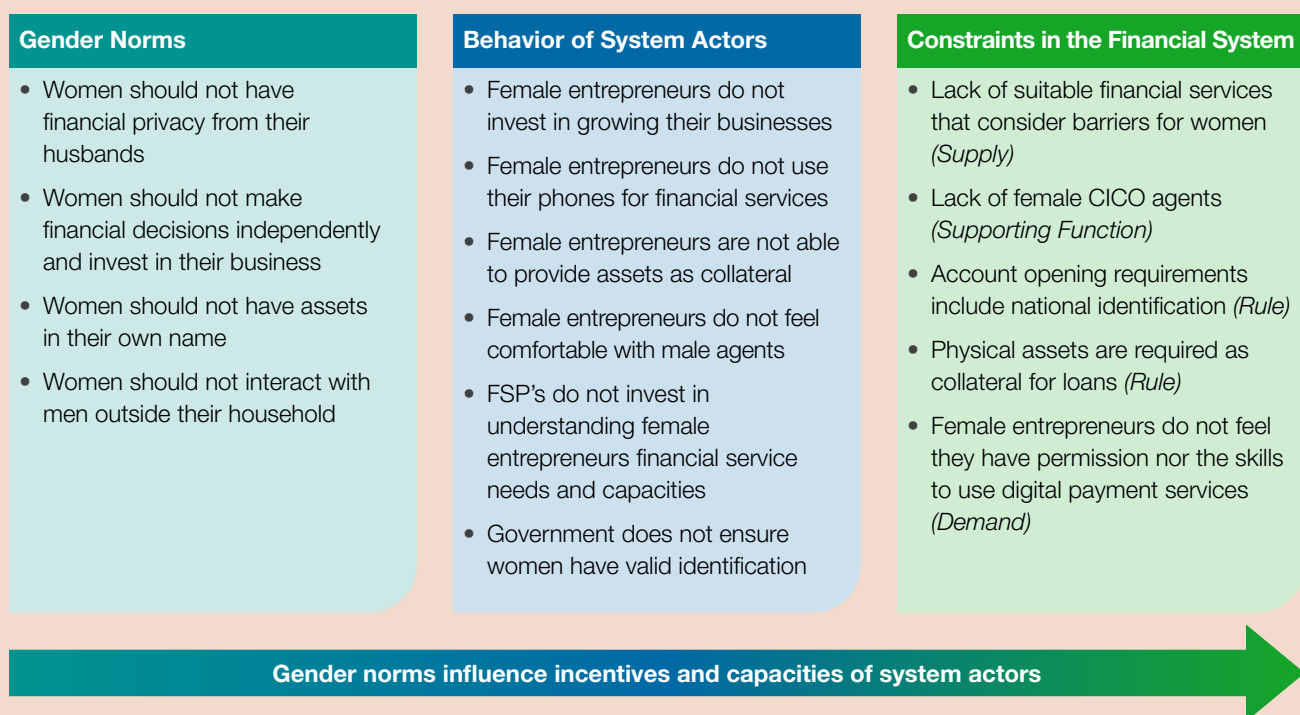 Gender Norms
• Women should not have
financial privacy from their
husbands
• Women should not make
financial decisions independently
and invest in their business
• Women should not have assets
in their own name
• Women should not interact with
men outside their household
Behavior of System Actors
• Female entrepreneurs do not
invest in growing their businesses
• Female entrepreneurs do not use
their phones for financial services
• Female entrepreneurs are not able
to provide assets as collateral
• Female entrepreneurs do not feel
comfortable with male agents
• FSP's do not invest in
understanding female
entrepreneurs financial service
needs and capacities
• Government does not ensure
women have valid identification
Constraints in the Financial System
• Lack of suitable financial services
that consider barriers for women
(Supply)
• Lack of female CICO agents
(Supporting Function)
• Account opening requirements
include national identification (Rule)
• Physical assets are required as
collateral for loans (Rule)
• Female entrepreneurs do not feel
they have permission nor the skills
to use digital payment services
(Demand)
Gender norms influence incentives and capacities of system actors